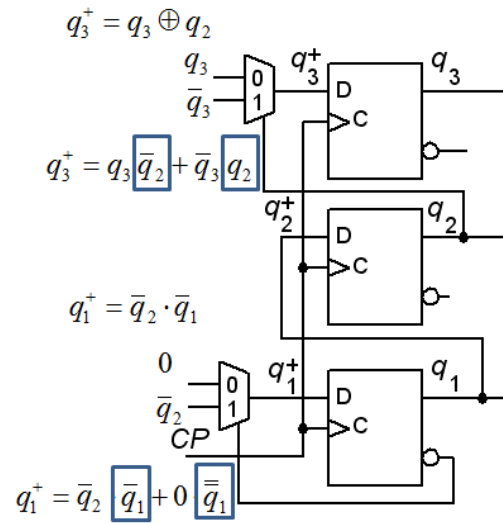 q₃⁺ = q₃ ⊕ q₂
q₃ 0 q₃⁺ q₃
q̄₃ 1 D
C
q₃⁺ = q₃ q̄₂ + q̄₃ q₂
q₂⁺ q₂
D
C
q₁⁺ = q̄₂ · q̄₁
0 0 q₁⁺ q₁
q̄₂ 1 D
CP C
q₁⁺ = q̄₂ q̄₁ + 0 q̿₁